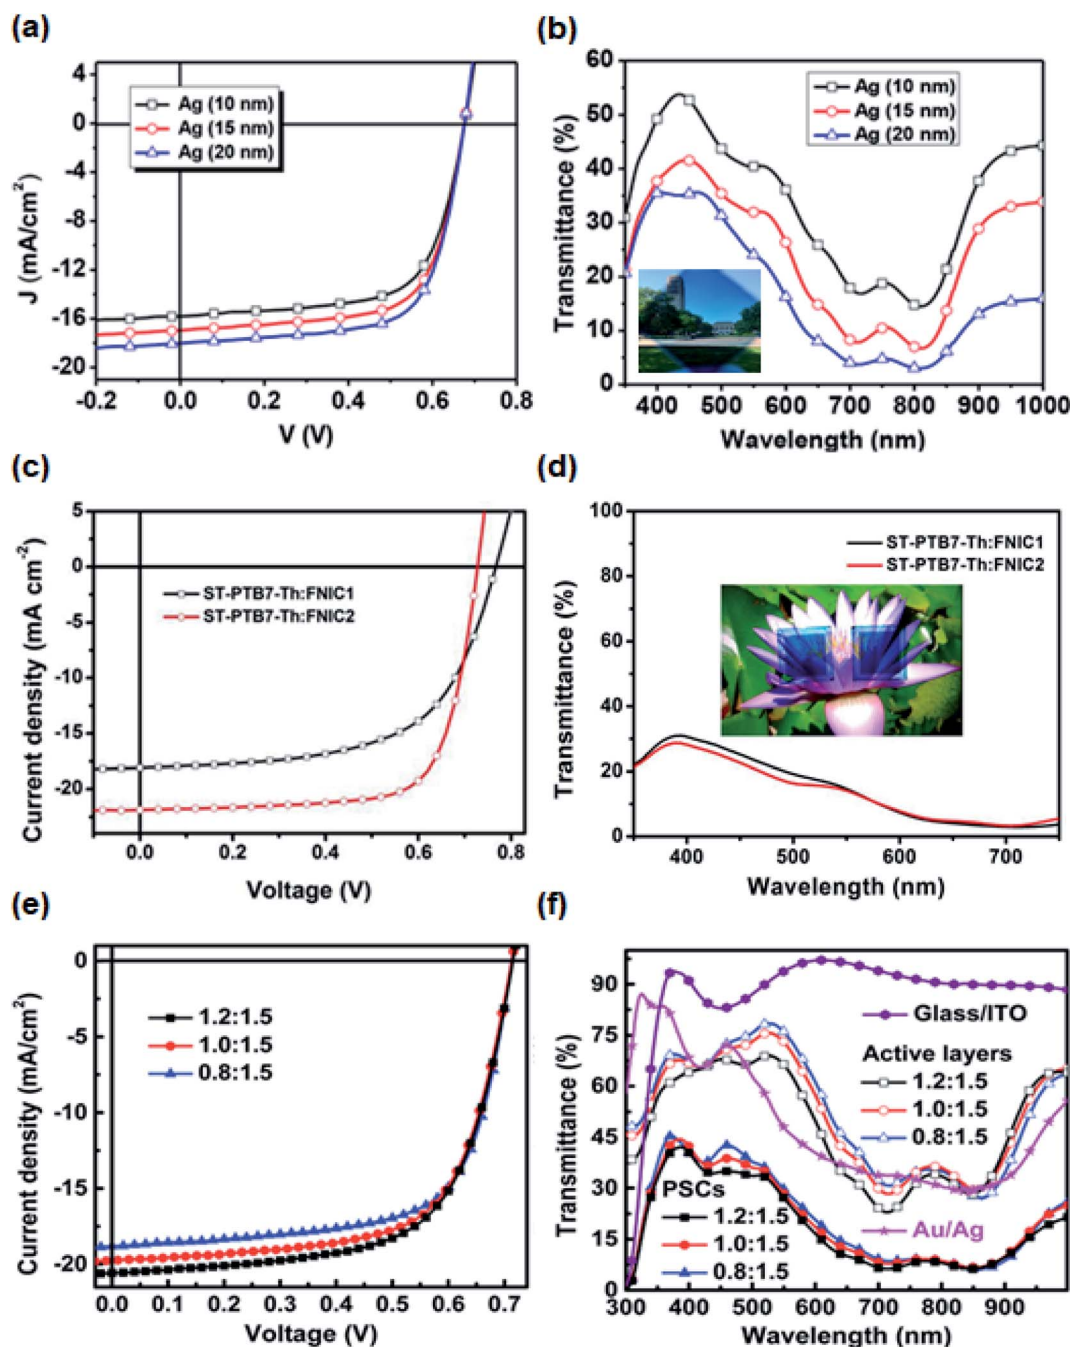 (a)
4
0
-4
-8
-12
-16
-20
J (mA/cm²)
Ag (10 nm)
Ag (15 nm)
Ag (20 nm)
-0.2 0.0 0.2 0.4 0.6 0.8
V (V)
(b)
60
50
40
30
20
10
0
Transmittance (%)
Ag (10 nm)
Ag (15 nm)
Ag (20 nm)
400 500 600 700 800 900 1000
Wavelength (nm)
(c)
5
0
-5
-10
-15
-20
Current density (mA cm⁻²)
ST-PTB7-Th:FNIC1
ST-PTB7-Th:FNIC2
0.0 0.2 0.4 0.6 0.8
Voltage (V)
(d)
100
80
60
40
20
0
Transmittance (%)
ST-PTB7-Th:FNIC1
ST-PTB7-Th:FNIC2
400 500 600 700
Wavelength (nm)
(e)
0
-5
-10
-15
-20
Current density (mA/cm²)
1.2:1.5
1.0:1.5
0.8:1.5
0.0 0.1 0.2 0.3 0.4 0.5 0.6 0.7
Voltage (V)
(f)
90
75
60
45
30
15
0
Transmittance (%)
Glass/ITO
Active layers
1.2:1.5
1.0:1.5
0.8:1.5
PSCs
1.2:1.5
1.0:1.5
0.8:1.5
Au/Ag
300 400 500 600 700 800 900
Wavelength (nm)